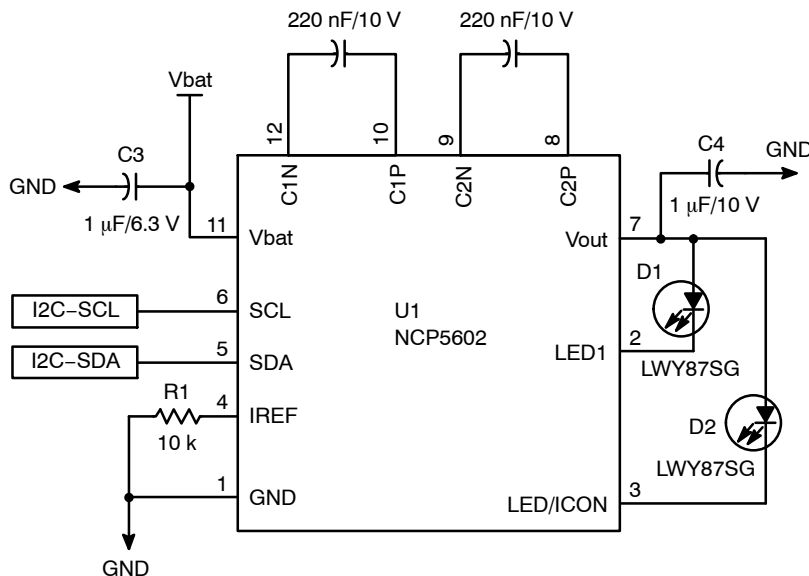 220 nF/10 V
220 nF/10 V
Vbat
12
10
9
8
C3
C4
GND
GND
C1N
C1P
C2N
C2P
1 μF/6.3 V
1 μF/10 V
11
Vbat
Vout
7
D1
I2C−SCL
6
SCL
U1
NCP5602
I2C−SDA
5
SDA
LED1
2
LWY87SG
R1
4
IREF
10 k
D2
LWY87SG
1
GND
LED/ICON
3
GND